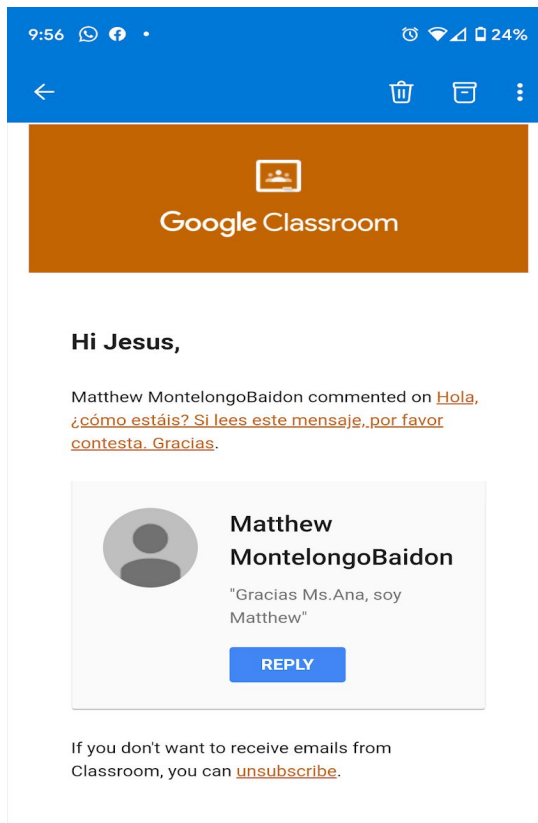 9:56 24%
Google Classroom
Hi Jesus,
Matthew MontelongoBaidon commented on Hola,
¿cómo estáis? Si lees este mensaje, por favor
contesta. Gracias.
Matthew
MontelongoBaidon
"Gracias Ms.Ana, soy
Matthew"
REPLY
If you don't want to receive emails from
Classroom, you can unsubscribe.